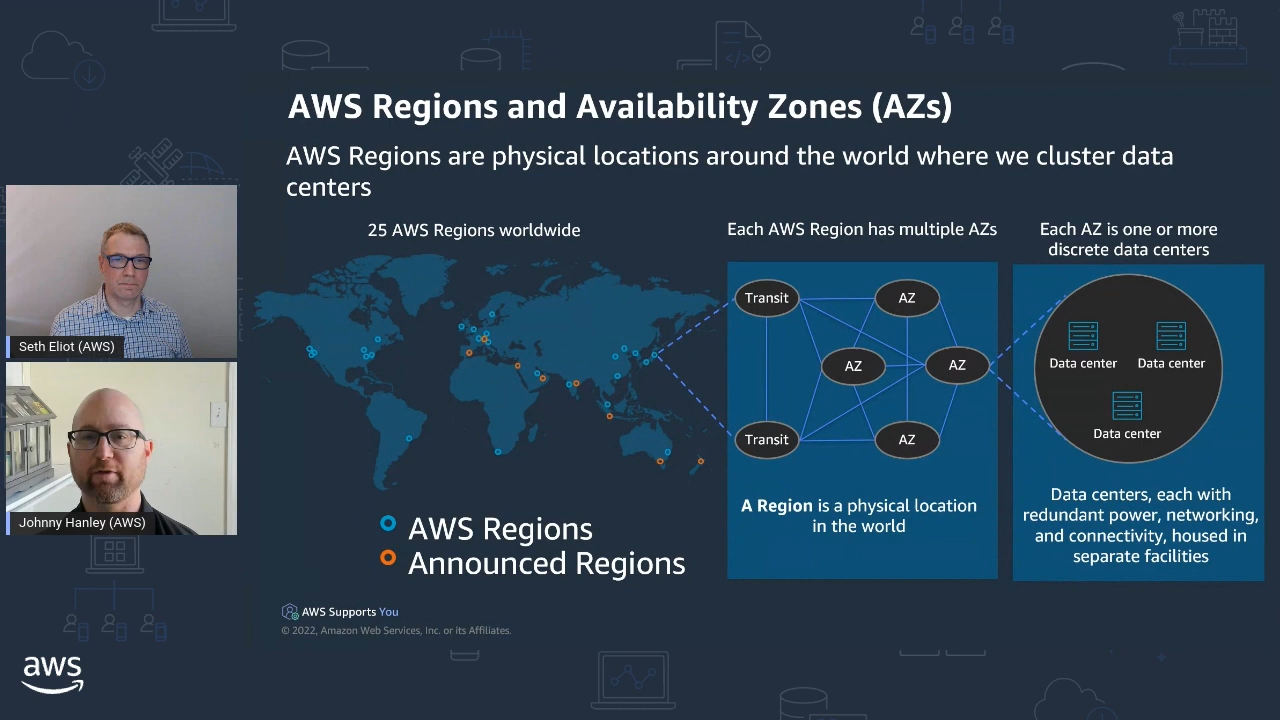 AWS Regions and Availability Zones (AZs)
AWS Regions are physical locations around the world where we cluster data
centers
25 AWS Regions worldwide
Each AWS Region has multiple AZs
Each AZ is one or more
discrete data centers
Transit
AZ
AZ
AZ
Transit
AZ
Data center
Data center
Data center
A Region is a physical location
in the world
Data centers, each with
redundant power, networking,
and connectivity, housed in
separate facilities
AWS Regions
Announced Regions
Seth Eliot (AWS)
Johnny Hanley (AWS)
AWS Supports You
© 2022, Amazon Web Services, Inc. or its Affiliates.
aws